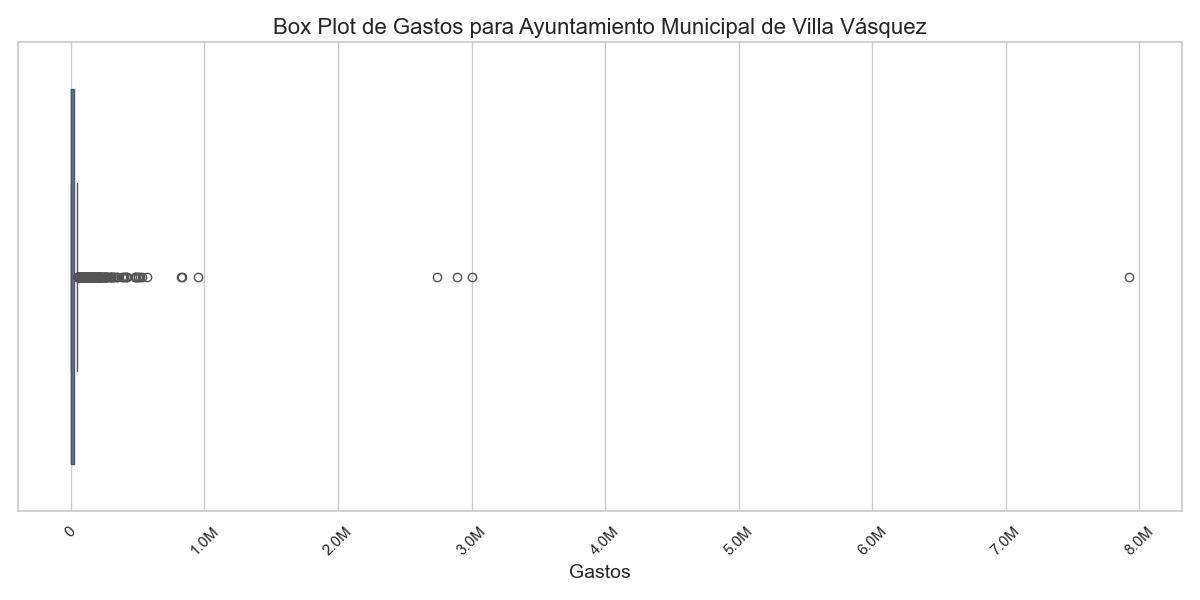 Box Plot de Gastos para Ayuntamiento Municipal de Villa Vásquez
0
1.0M
2.0M
3.0M
4.0M
5.0M
6.0M
7.0M
8.0M
Gastos